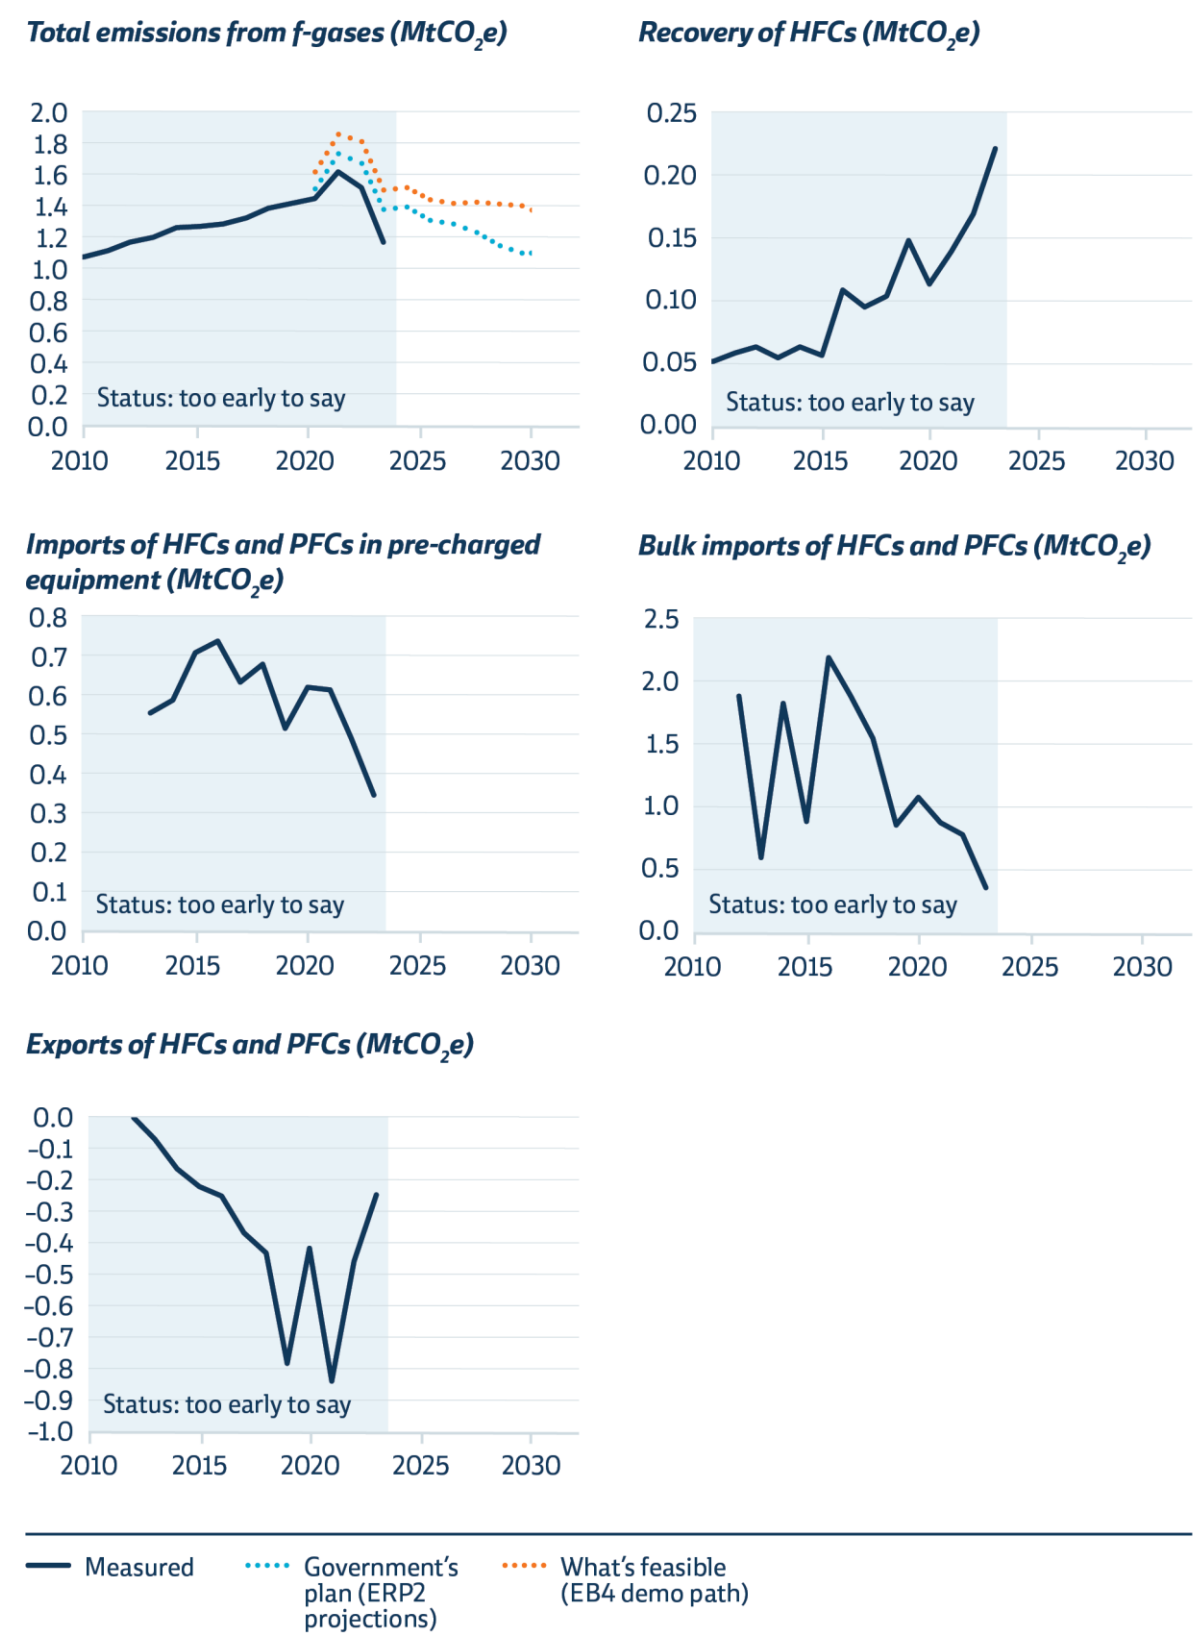 Total emissions from f-gases (MtCO₂e)
2.0
1.8
1.6
1.4
1.2
1.0
0.8
0.6
0.4
0.2
0.0
Status: too early to say
2010 2015 2020 2025 2030
Recovery of HFCs (MtCO₂e)
0.25
0.20
0.15
0.10
0.05
0.00
Status: too early to say
2010 2015 2020 2025 2030
Imports of HFCs and PFCs in pre-charged
equipment (MtCO₂e)
0.8
0.7
0.6
0.5
0.4
0.3
0.2
0.1
0.0
Status: too early to say
2010 2015 2020 2025 2030
Bulk imports of HFCs and PFCs (MtCO₂e)
2.5
2.0
1.5
1.0
0.5
0.0
Status: too early to say
2010 2015 2020 2025 2030
Exports of HFCs and PFCs (MtCO₂e)
0.0
-0.1
-0.2
-0.3
-0.4
-0.5
-0.6
-0.7
-0.8
-0.9
-1.0
Status: too early to say
2010 2015 2020 2025 2030
Measured
Government's
plan (ERP2
projections)
What's feasible
(EB4 demo path)